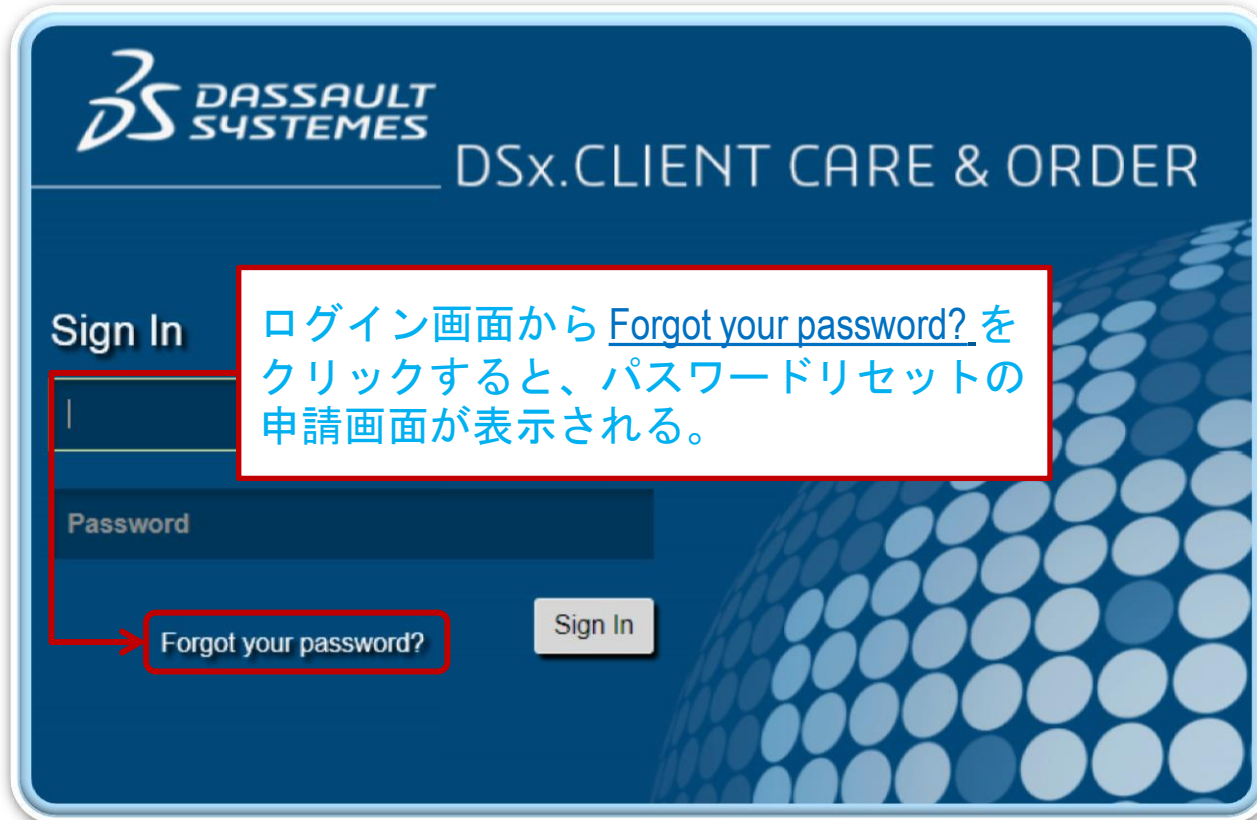 DASSAULT
SYSTEMES
DSx.CLIENT CARE & ORDER
Sign In
ログイン画面から Forgot your password? を
クリックすると、パスワードリセットの
申請画面が表示される。
Password
Forgot your password?
Sign In